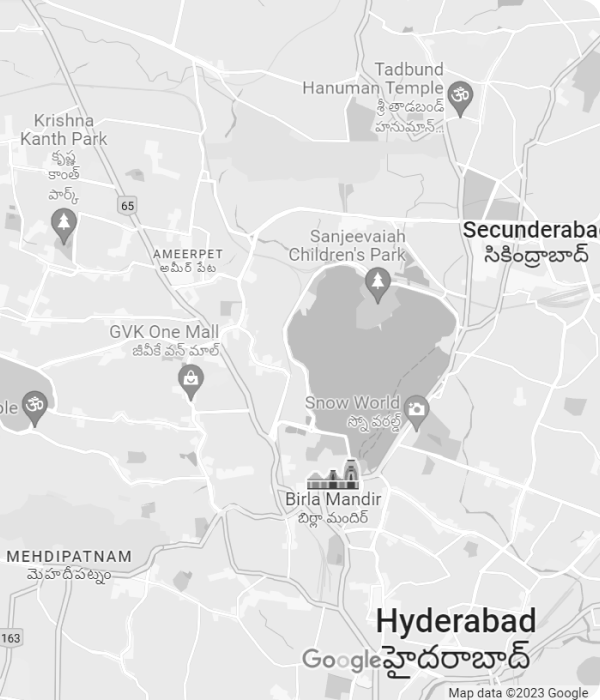 Tadbund
Hanuman Temple
శ్రీ తాడబండ్
హనుమాన్...
Krishna
Kanth Park
కృష్ణ
కాంత్
పార్క్
65
Secunderabad
సికింద్రాబాద్
Sanjeevaiah
Children's Park
AMEERPET
అమీర్ పేట
GVK One Mall
జీవీకే వన్ మాల్
Snow World
స్నో వరల్డ్
ple
Birla Mandir
బిర్లా మందిర్
MEHDIPATNAM
మెహదీపట్నం
163
Hyderabad
హైదరాబాద్
Google
Map data ©2023 Google